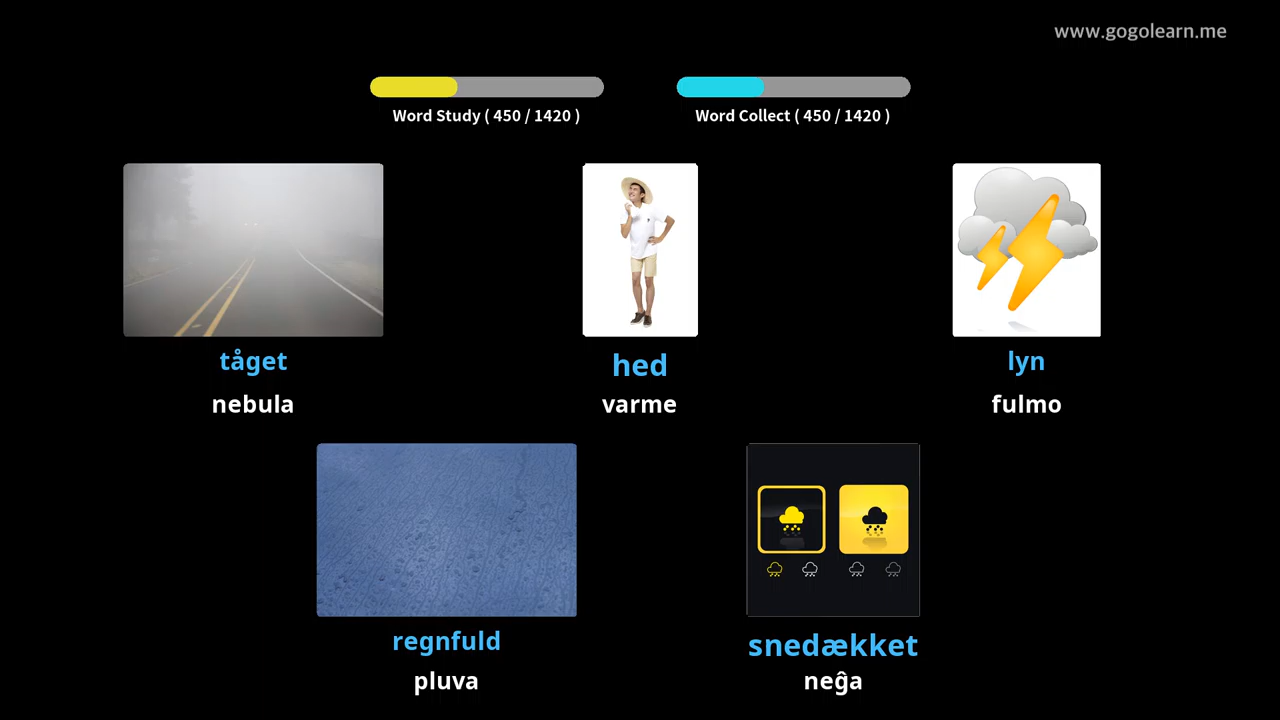 www.gogolearn.me
Word Study ( 450 / 1420 )
Word Collect ( 450 / 1420 )
tåget
hed
lyn
nebula
varme
fulmo
regnfuld
snedækket
pluva
neĝa